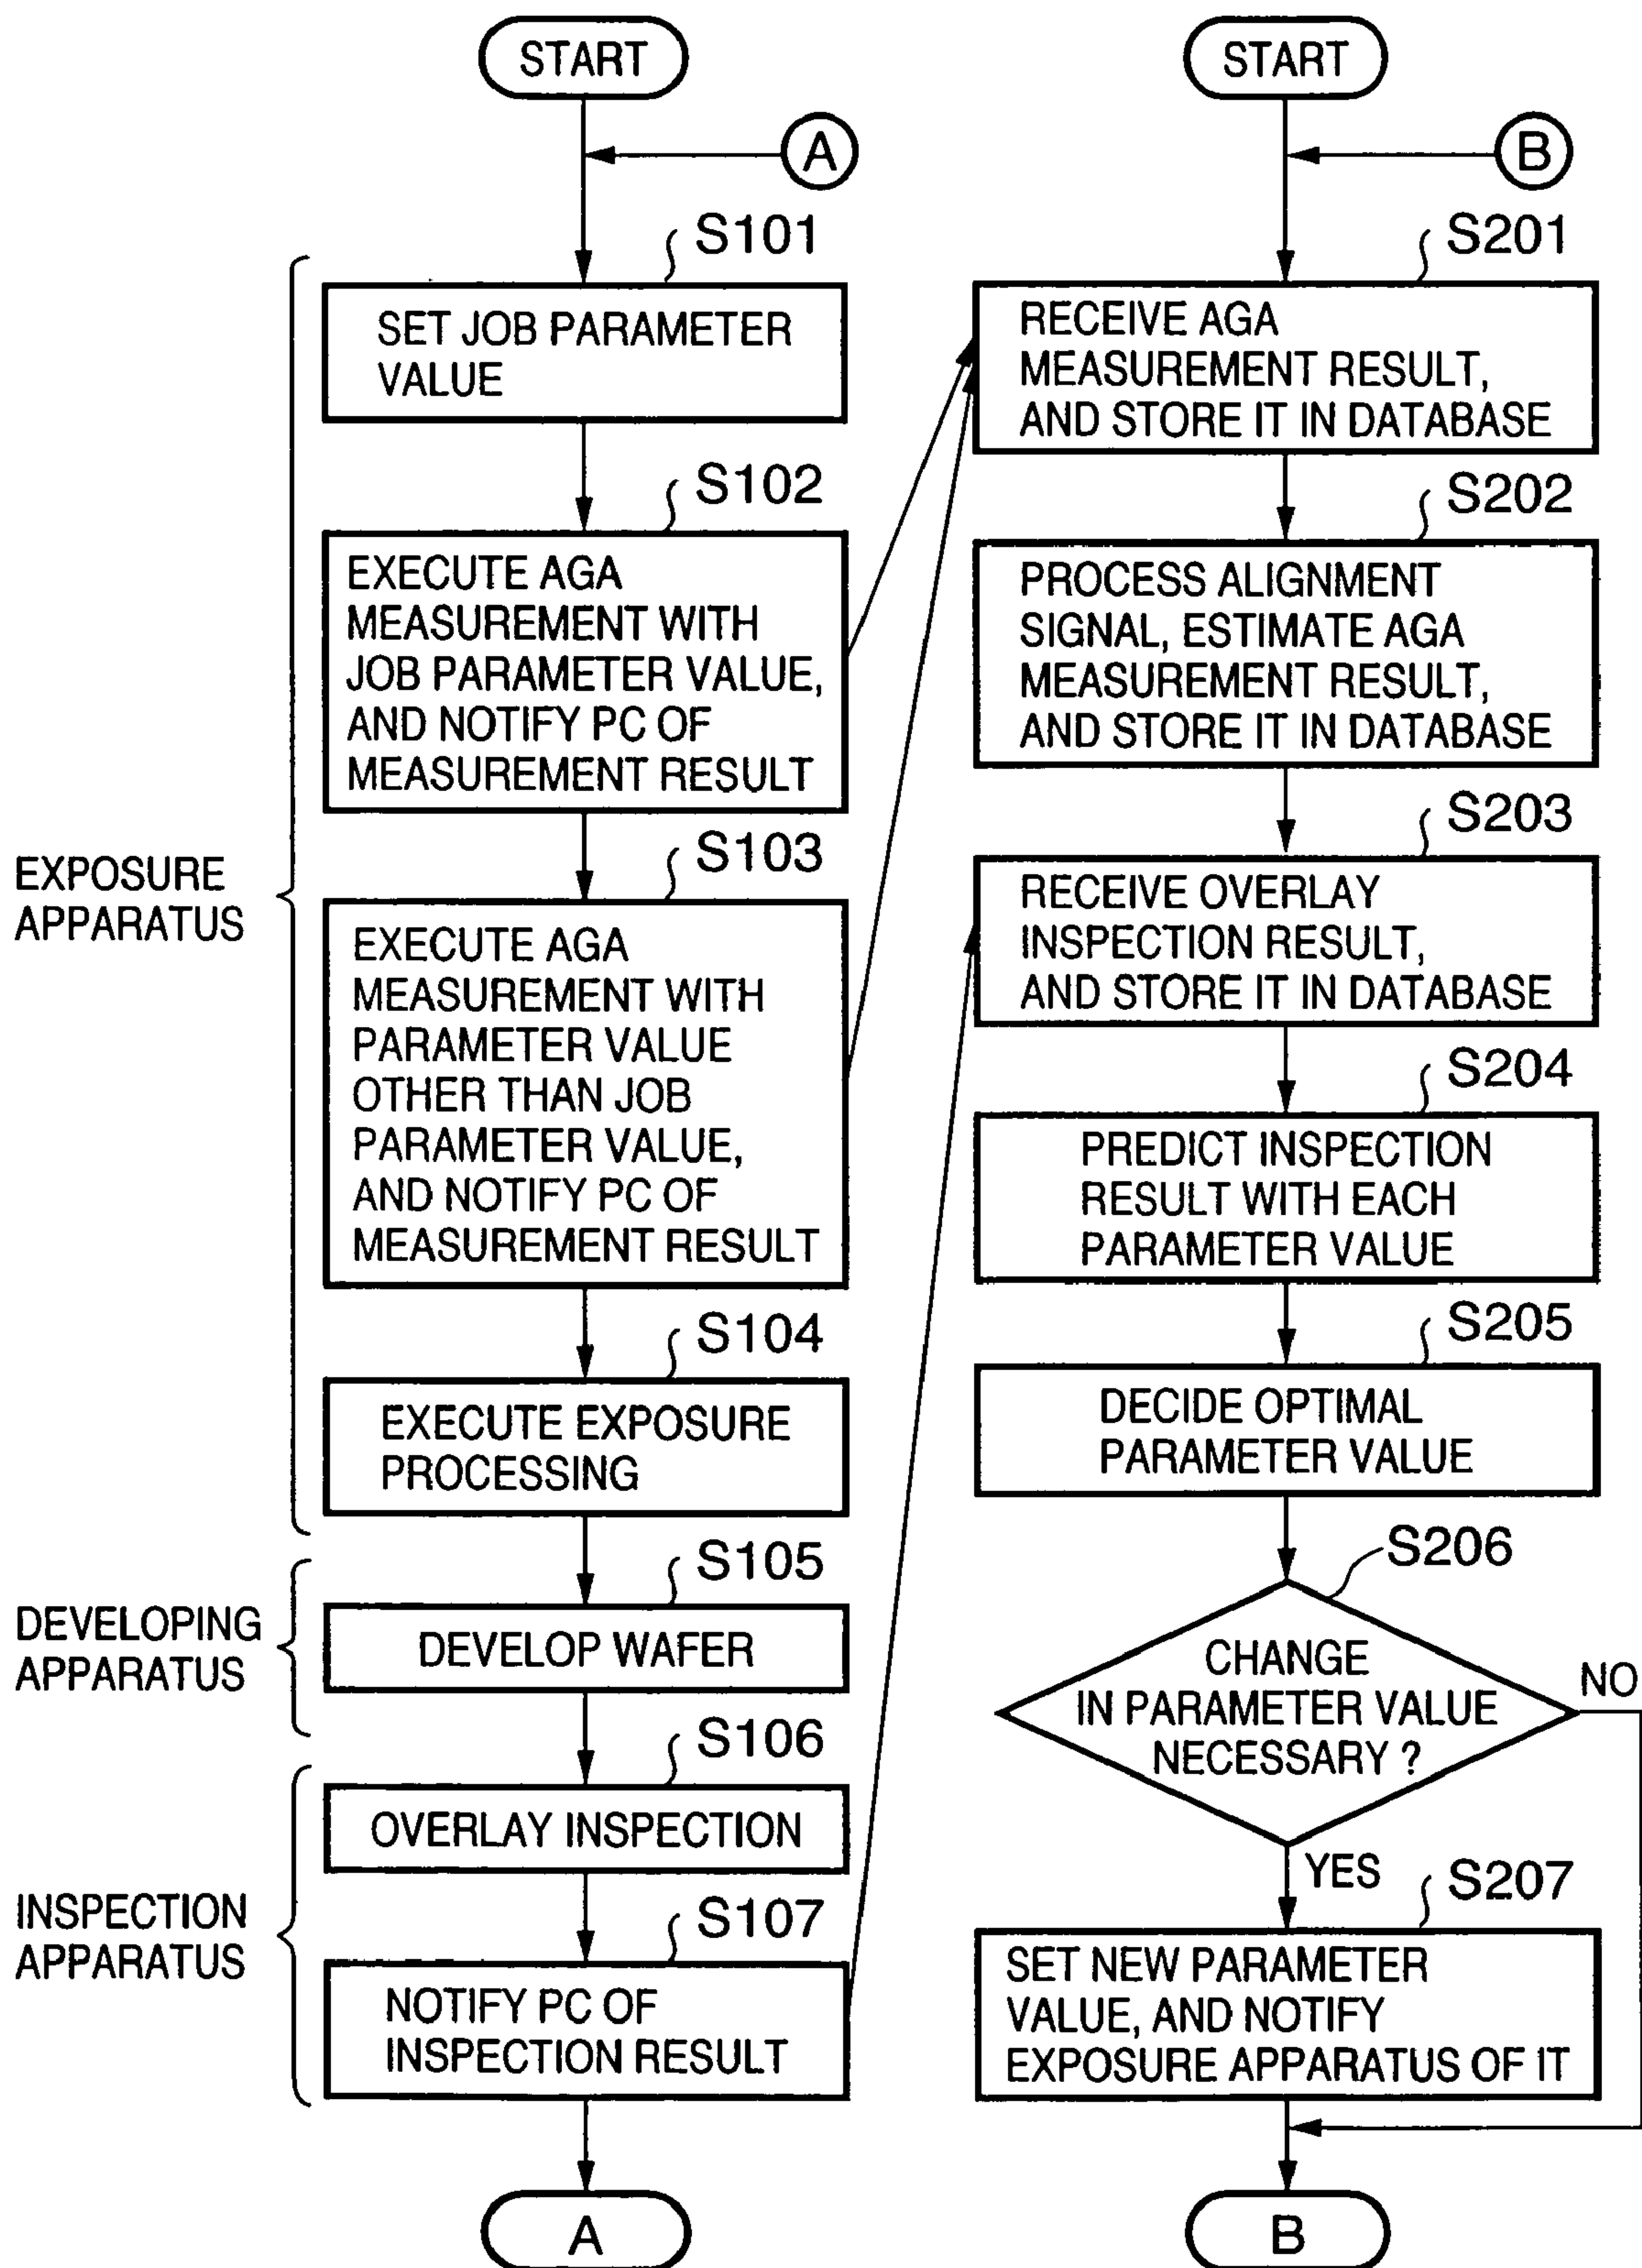 START
A
S101
SET JOB PARAMETER
VALUE
S102
EXECUTE AGA
MEASUREMENT WITH
JOB PARAMETER VALUE,
AND NOTIFY PC OF
MEASUREMENT RESULT
S103
EXPOSURE
APPARATUS
EXECUTE AGA
MEASUREMENT WITH
PARAMETER VALUE
OTHER THAN JOB
PARAMETER VALUE,
AND NOTIFY PC OF
MEASUREMENT RESULT
S104
EXECUTE EXPOSURE
PROCESSING
S105
DEVELOPING
APPARATUS
DEVELOP WAFER
S106
OVERLAY INSPECTION
INSPECTION
APPARATUS
S107
NOTIFY PC OF
INSPECTION RESULT
A
START
B
S201
RECEIVE AGA
MEASUREMENT RESULT,
AND STORE IT IN DATABASE
S202
PROCESS ALIGNMENT
SIGNAL, ESTIMATE AGA
MEASUREMENT RESULT,
AND STORE IT IN DATABASE
S203
RECEIVE OVERLAY
INSPECTION RESULT,
AND STORE IT IN DATABASE
S204
PREDICT INSPECTION
RESULT WITH EACH
PARAMETER VALUE
S205
DECIDE OPTIMAL
PARAMETER VALUE
S206
CHANGE
IN PARAMETER VALUE
NECESSARY ?
NO
YES
S207
SET NEW PARAMETER
VALUE, AND NOTIFY
EXPOSURE APPARATUS OF IT
B